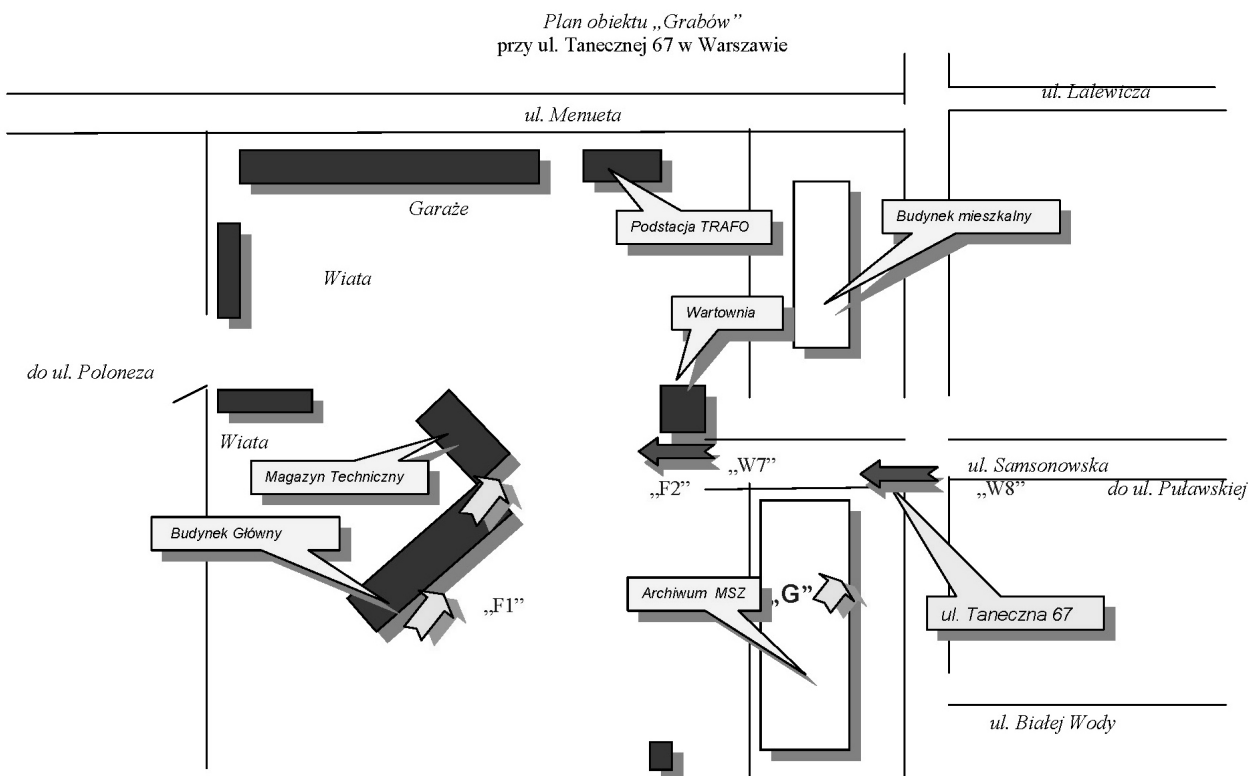 Plan obiektu „Grabów”
przy ul. Tanecznej 67 w Warszawie
ul. Lalewicza
ul. Menueta
Garaże
Podstacja TRAFO
Budynek mieszkalny
Wiata
Wartownia
do ul. Poloneza
Wiata
Magazyn Techniczny
„W7”
ul. Samsonowska
„F2”
„W8”
do ul. Puławskiej
Budynek Główny
Archiwum MSZ
„G”
„F1”
ul. Taneczna 67
ul. Białej Wody